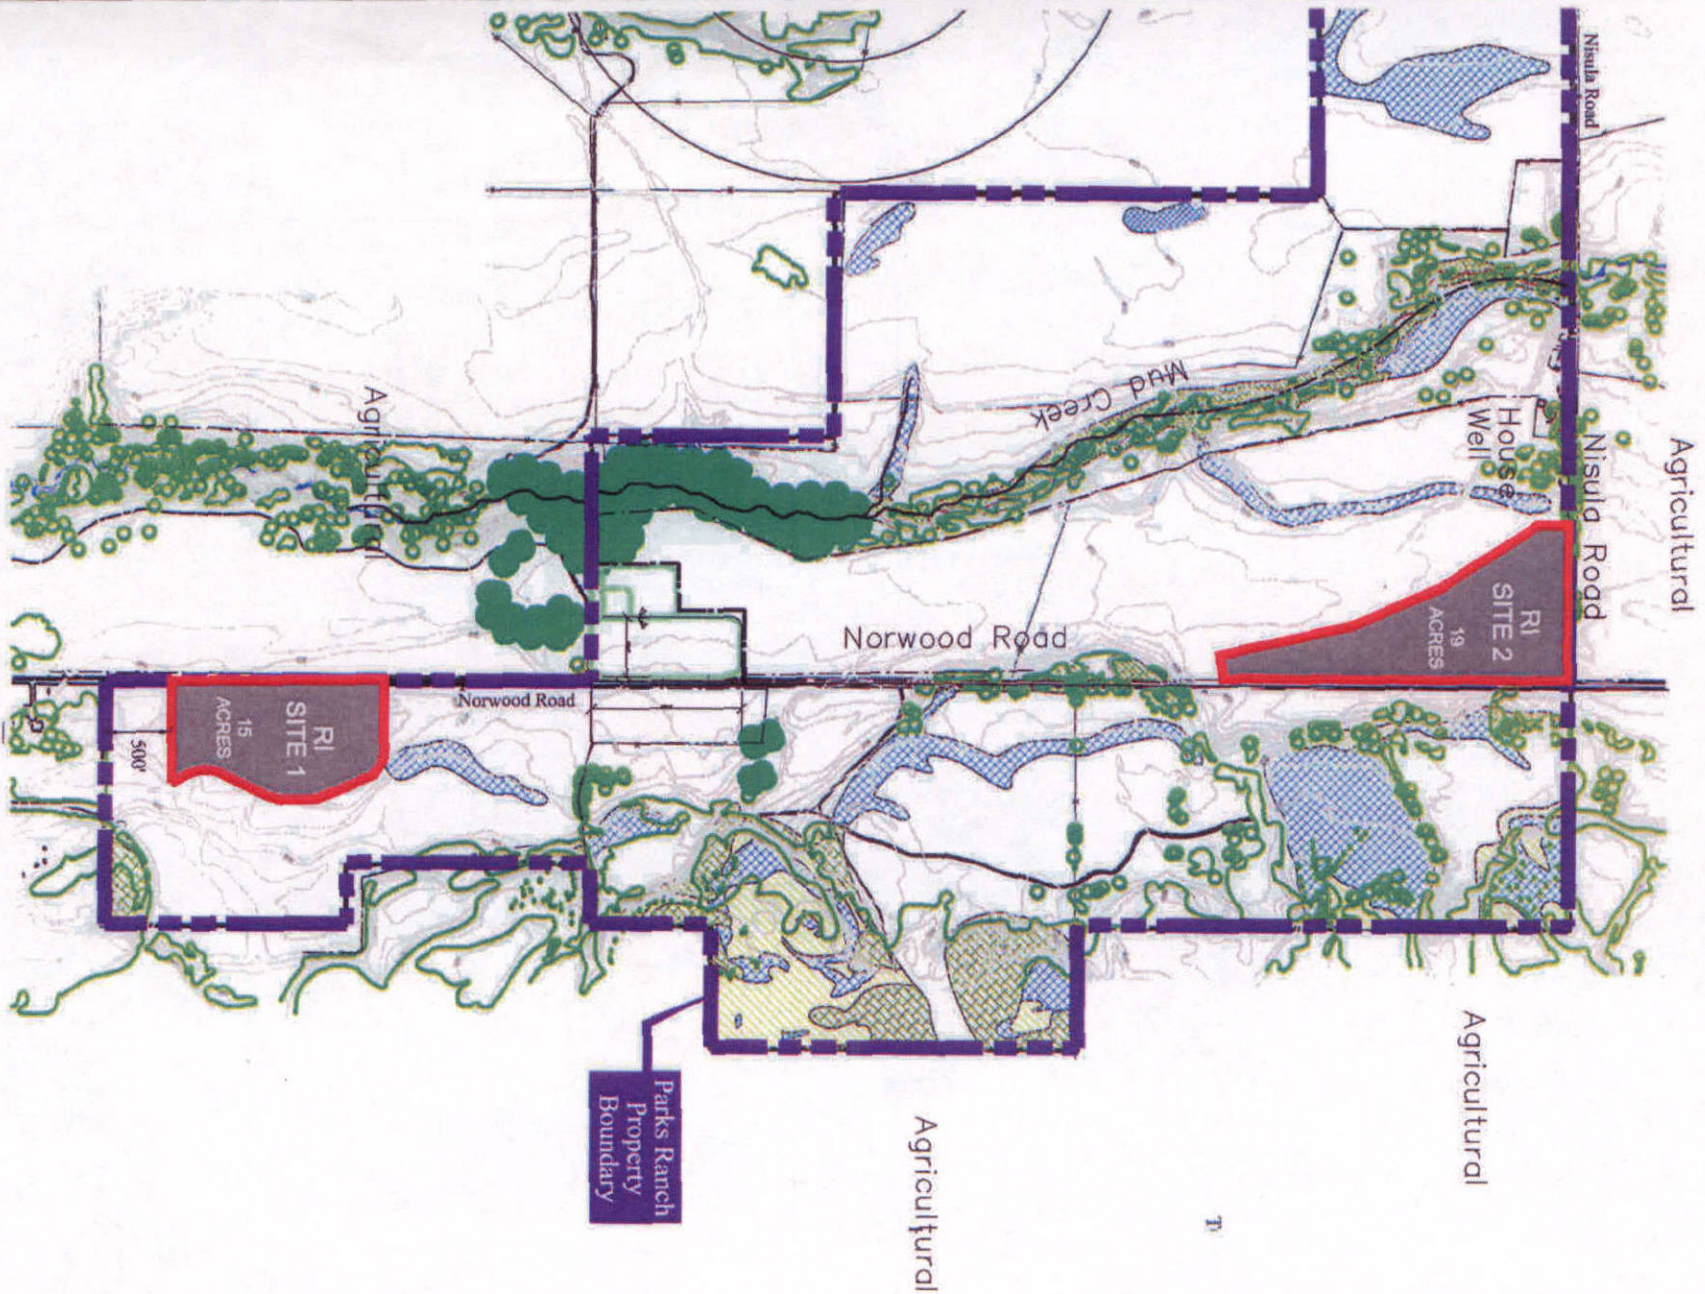 Nisula Road
Agricultural
Nisula Road
House
Well
Mud Creek
RI
SITE 2
19
ACRES
Norwood Road
Agricultural
Norwood Road
RI
SITE 1
15
ACRES
500'
Agricultural
Agricultural
Parks Ranch
Property
Boundary